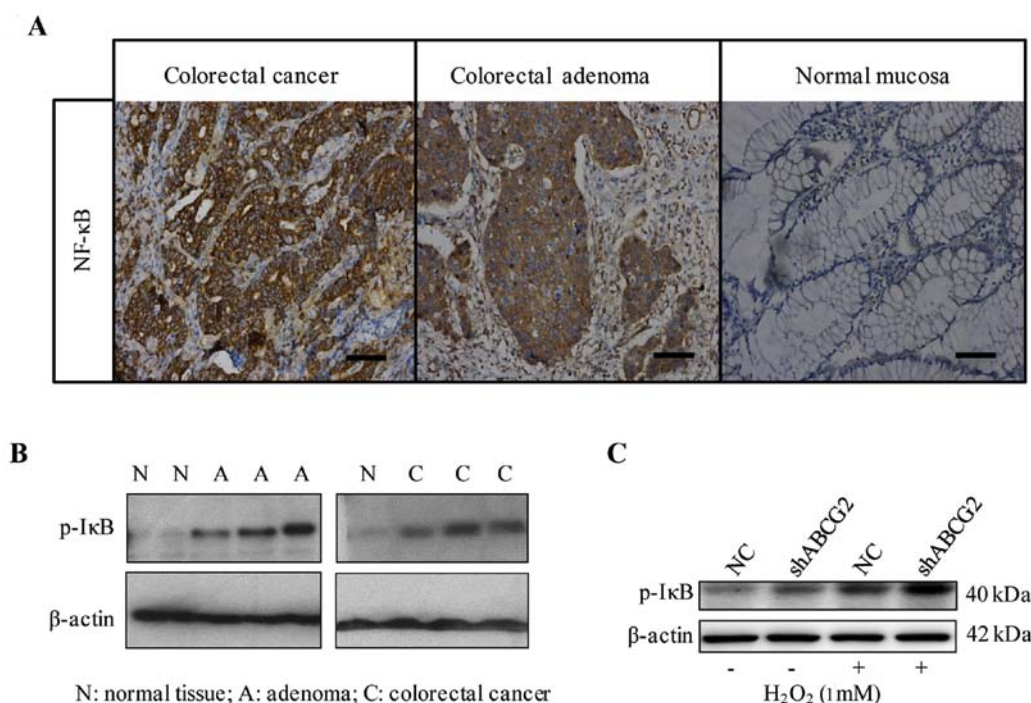 A
Colorectal cancer
Colorectal adenoma
Normal mucosa
NF-κB
B
N N A A A
N C C C
p-IκB
β-actin
N: normal tissue; A: adenoma; C: colorectal cancer
C
NC shABCG2 NC shABCG2
p-IκB 40 kDa
β-actin 42 kDa
- - + +
H₂O₂ (1mM)